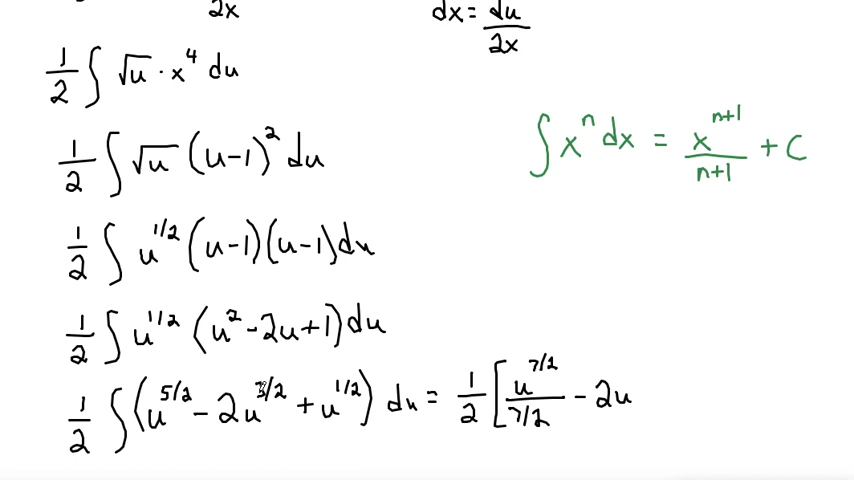 2x
dx = du/2x
1/2 ∫ √u · x^4 du
∫ x^n dx = x^(n+1)/(n+1) + C
1/2 ∫ √u (u-1)^2 du
1/2 ∫ u^(1/2) (u-1)(u-1) du
1/2 ∫ u^(1/2) (u^2 - 2u + 1) du
1/2 ∫ (u^(5/2) - 2u^(3/2) + u^(1/2)) du = 1/2 [ u^(7/2)/(7/2) - 2u